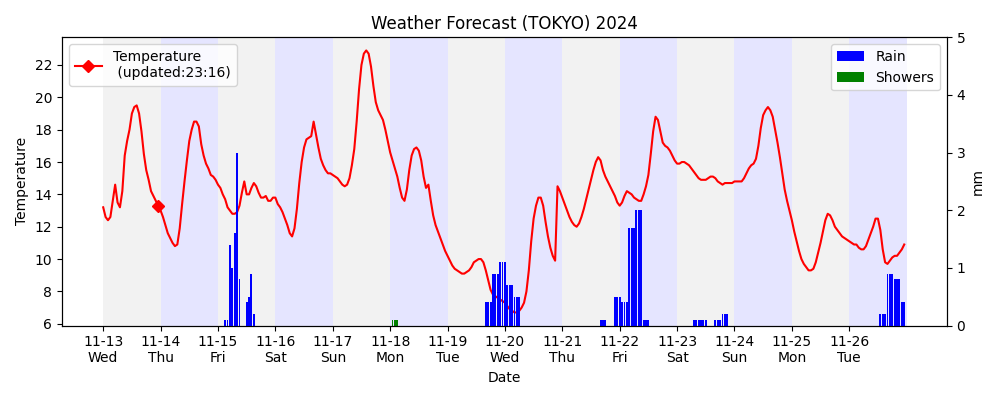 Weather Forecast (TOKYO) 2024
Temperature
(updated:23:16)
Rain
Showers
Temperature
22
20
18
16
14
12
10
8
6
5
4
3
2
1
0
mm
11-13 11-14 11-15 11-16 11-17 11-18 11-19 11-20 11-21 11-22 11-23 11-24 11-25 11-26
Wed Thu Fri Sat Sun Mon Tue Wed Thu Fri Sat Sun Mon Tue
Date